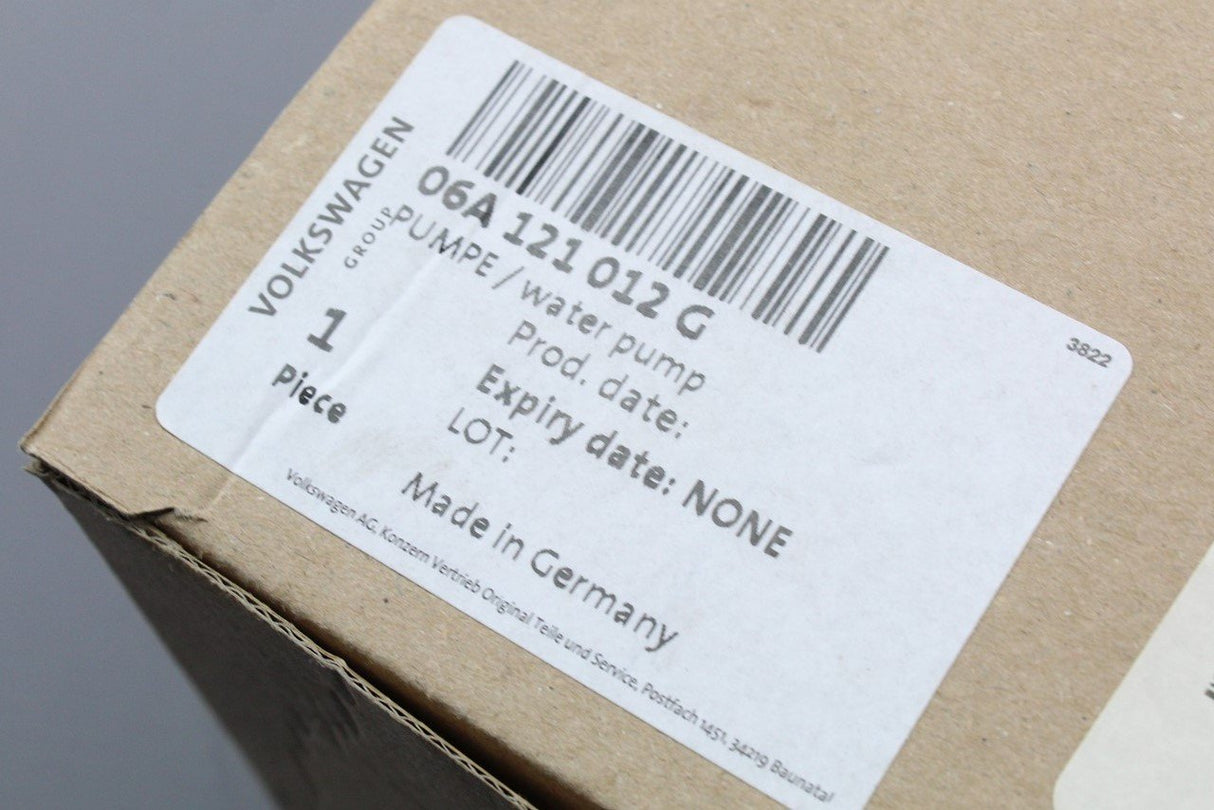 VOLKSWAGEN
GROUP
06A 121 012 G
PUMPE / water pump
Prod. date:
Expiry date: NONE
LOT:
1
Piece
3822
Made in Germany
Volkswagen AG, Konzern Vertrieb Original Teile und Service, Postfach 1451, 34219 Baunatal